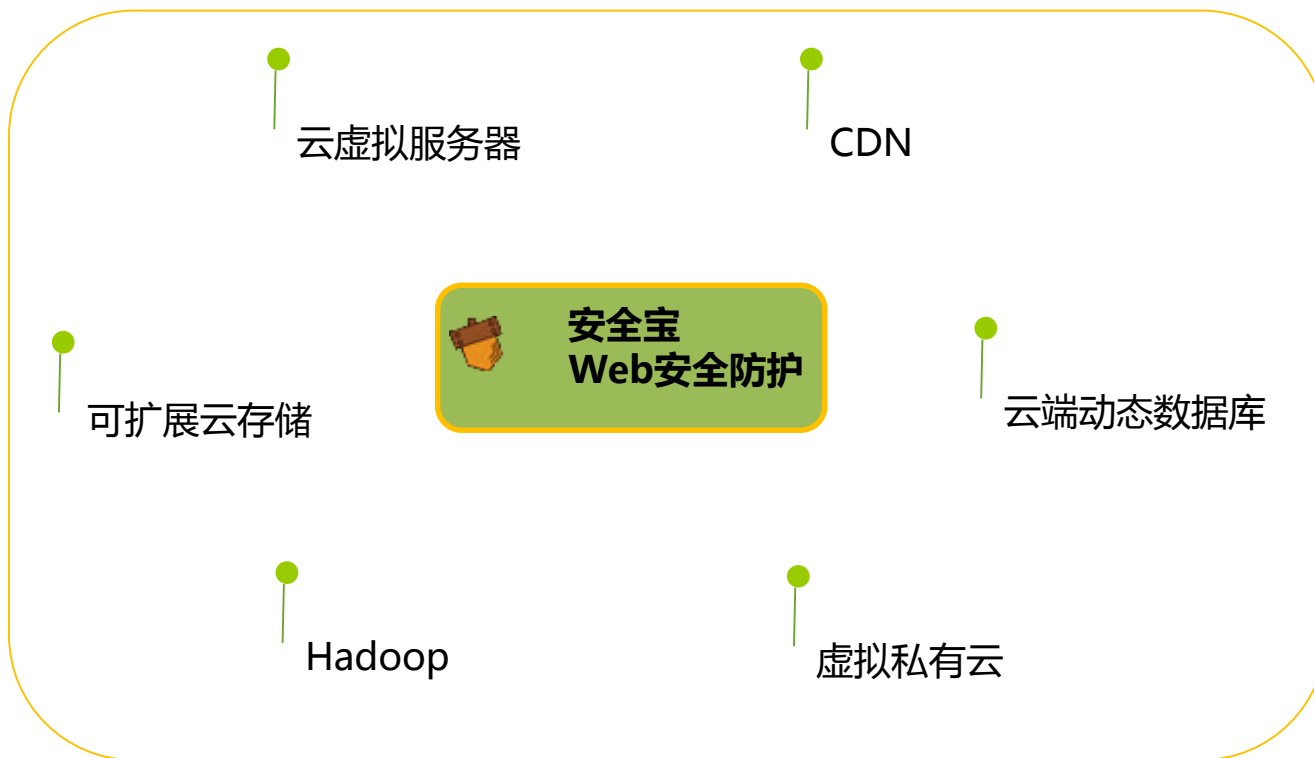 云虚拟服务器
CDN
安全宝
Web安全防护
可扩展云存储
云端动态数据库
Hadoop
虚拟私有云